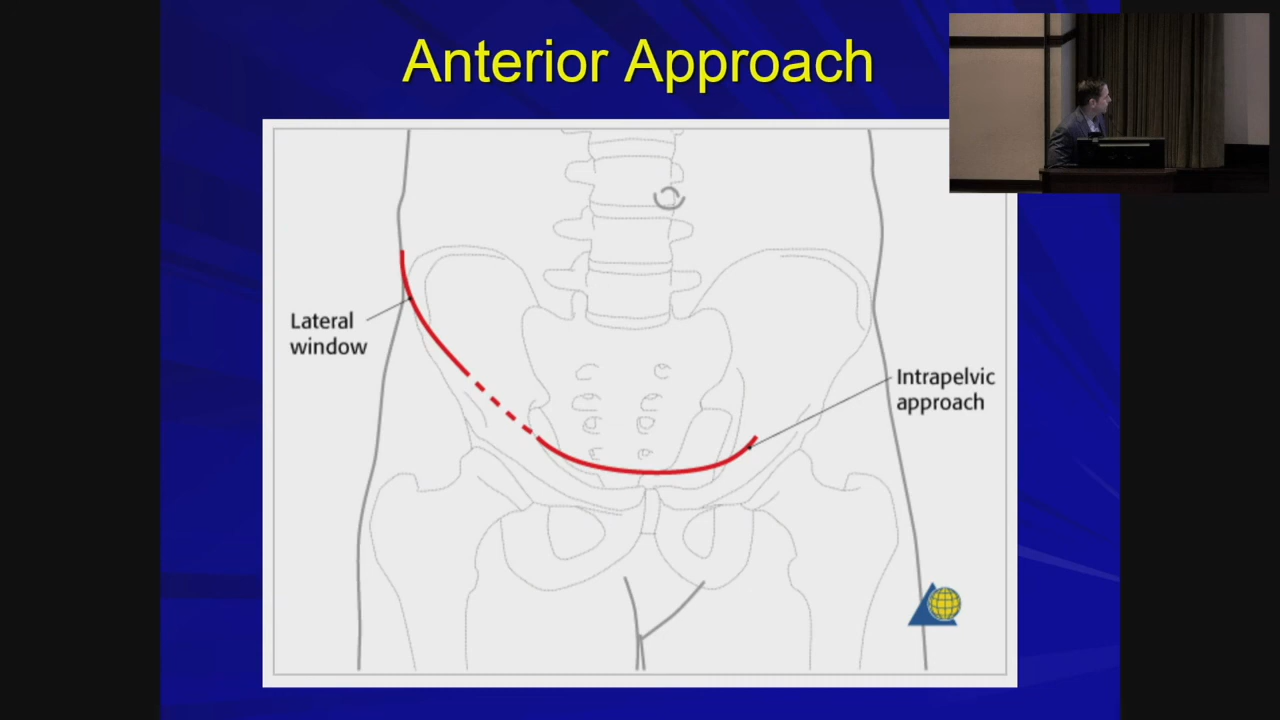 Anterior Approach
Lateral
window
Intrapelvic
approach